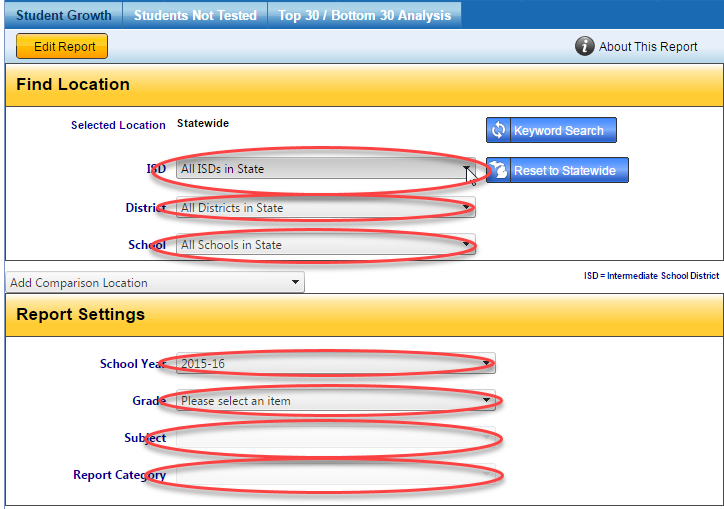 Student Growth Students Not Tested Top 30 / Bottom 30 Analysis
Edit Report About This Report
Find Location
Selected Location Statewide Keyword Search
ISD All ISDs in State Reset to Statewide
District All Districts in State
School All Schools in State
Add Comparison Location ISD = Intermediate School District
Report Settings
School Year 2015-16
Grade Please select an item
Subject
Report Category